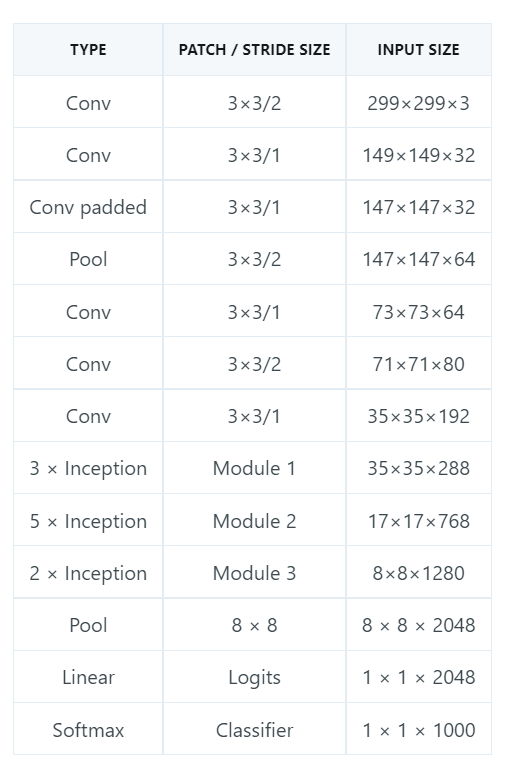 TYPE PATCH / STRIDE SIZE INPUT SIZE
Conv 3×3/2 299×299×3
Conv 3×3/1 149×149×32
Conv padded 3×3/1 147×147×32
Pool 3×3/2 147×147×64
Conv 3×3/1 73×73×64
Conv 3×3/2 71×71×80
Conv 3×3/1 35×35×192
3 × Inception Module 1 35×35×288
5 × Inception Module 2 17×17×768
2 × Inception Module 3 8×8×1280
Pool 8 × 8 8 × 8 × 2048
Linear Logits 1 × 1 × 2048
Softmax Classifier 1 × 1 × 1000